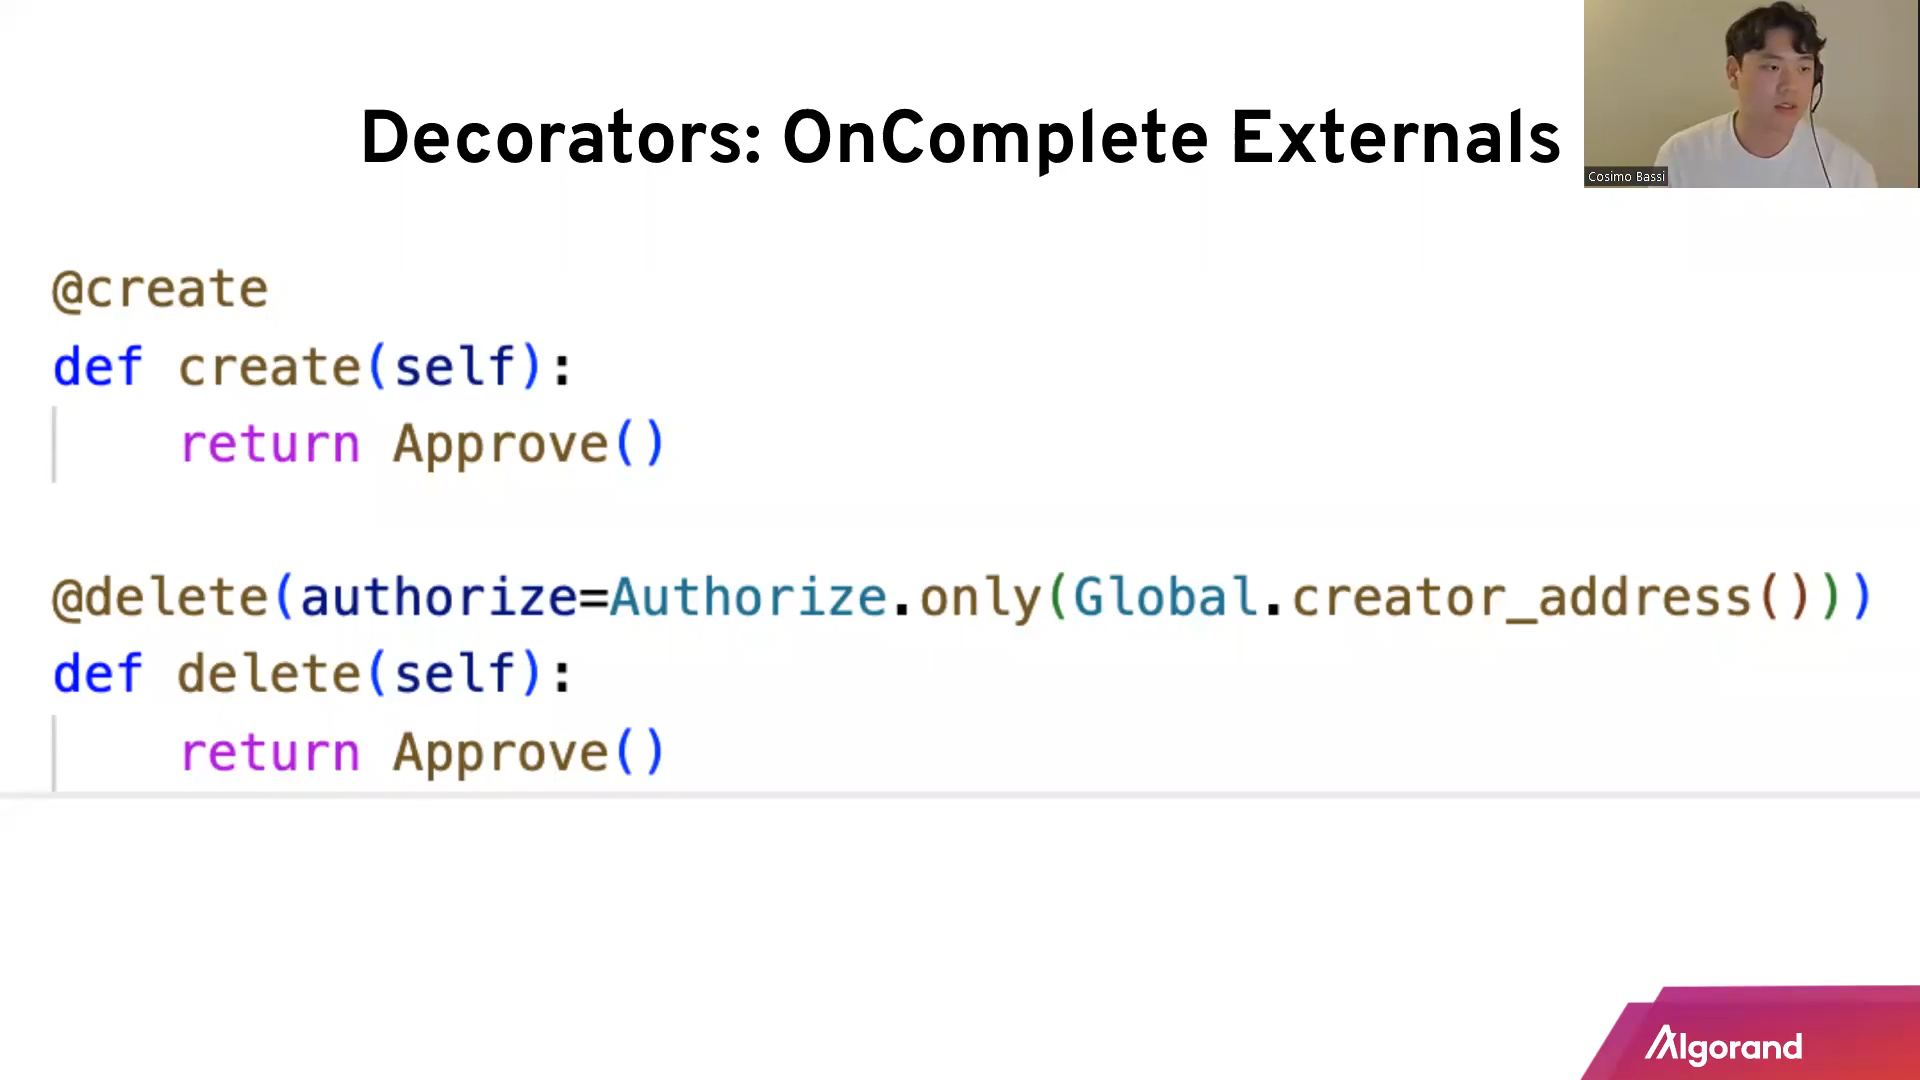 Decorators: OnComplete Externals
Cosimo Bassi
@create
def create(self):
    return Approve()
@delete(authorize=Authorize.only(Global.creator_address()))
def delete(self):
    return Approve()
Algorand